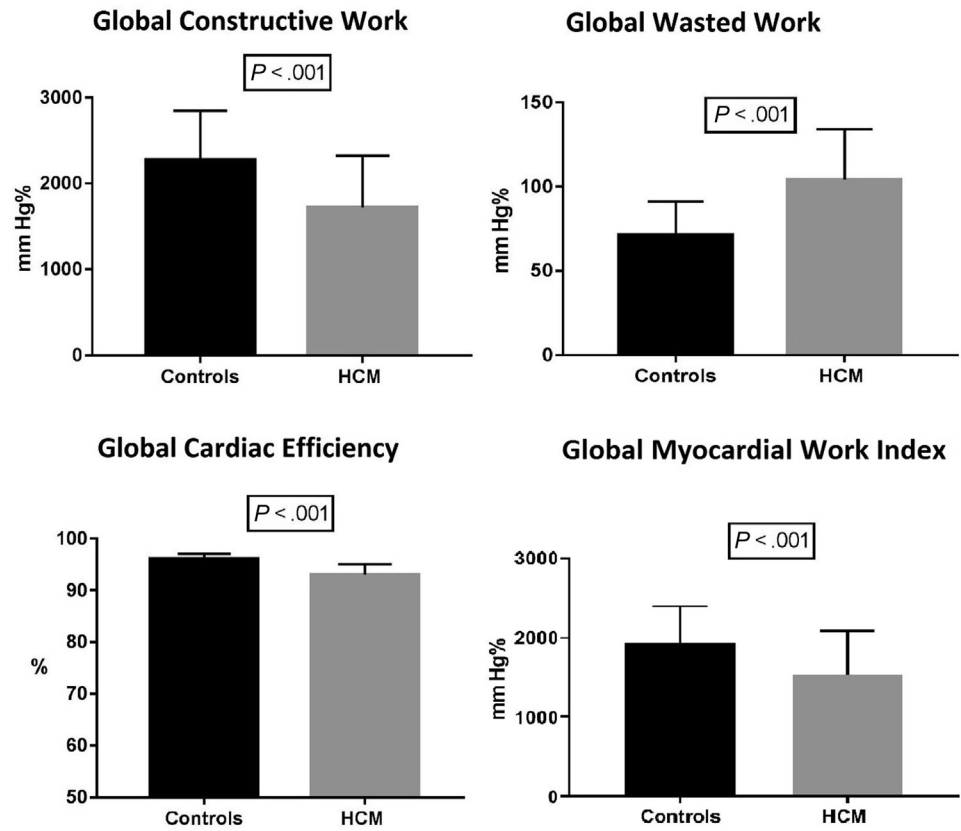 Global Constructive Work
P < .001
3000
2000
1000
0
mm Hg%
Controls HCM
Global Wasted Work
P < .001
150
100
50
0
mm Hg%
Controls HCM
Global Cardiac Efficiency
P < .001
100
90
80
70
60
50
%
Controls HCM
Global Myocardial Work Index
P < .001
3000
2000
1000
0
mm Hg%
Controls HCM